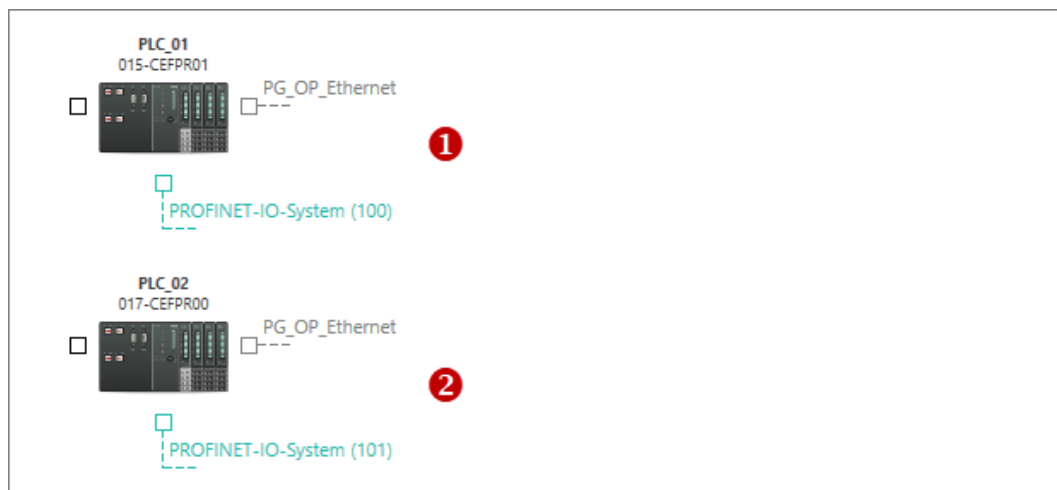 PLC_01
015-CEFPR01
PG_OP_Ethernet
1
PROFINET-IO-System (100)
PLC_02
017-CEFPR00
PG_OP_Ethernet
2
PROFINET-IO-System (101)